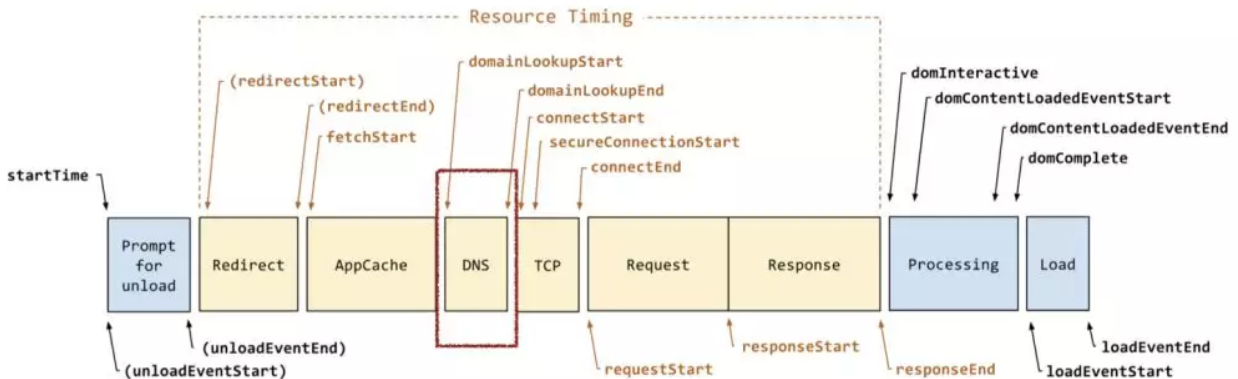 Resource Timing
domainLookupStart
domInteractive
(redirectStart)
domainLookupEnd
domContentLoadedEventStart
(redirectEnd)
connectStart
domContentLoadedEventEnd
fetchStart
secureConnectionStart
domComplete
connectEnd
startTime
Prompt
for
unload
Redirect
AppCache
DNS
TCP
Request
Response
Processing
Load
(unloadEventEnd)
responseStart
loadEventEnd
(unloadEventStart)
requestStart
responseEnd
loadEventStart